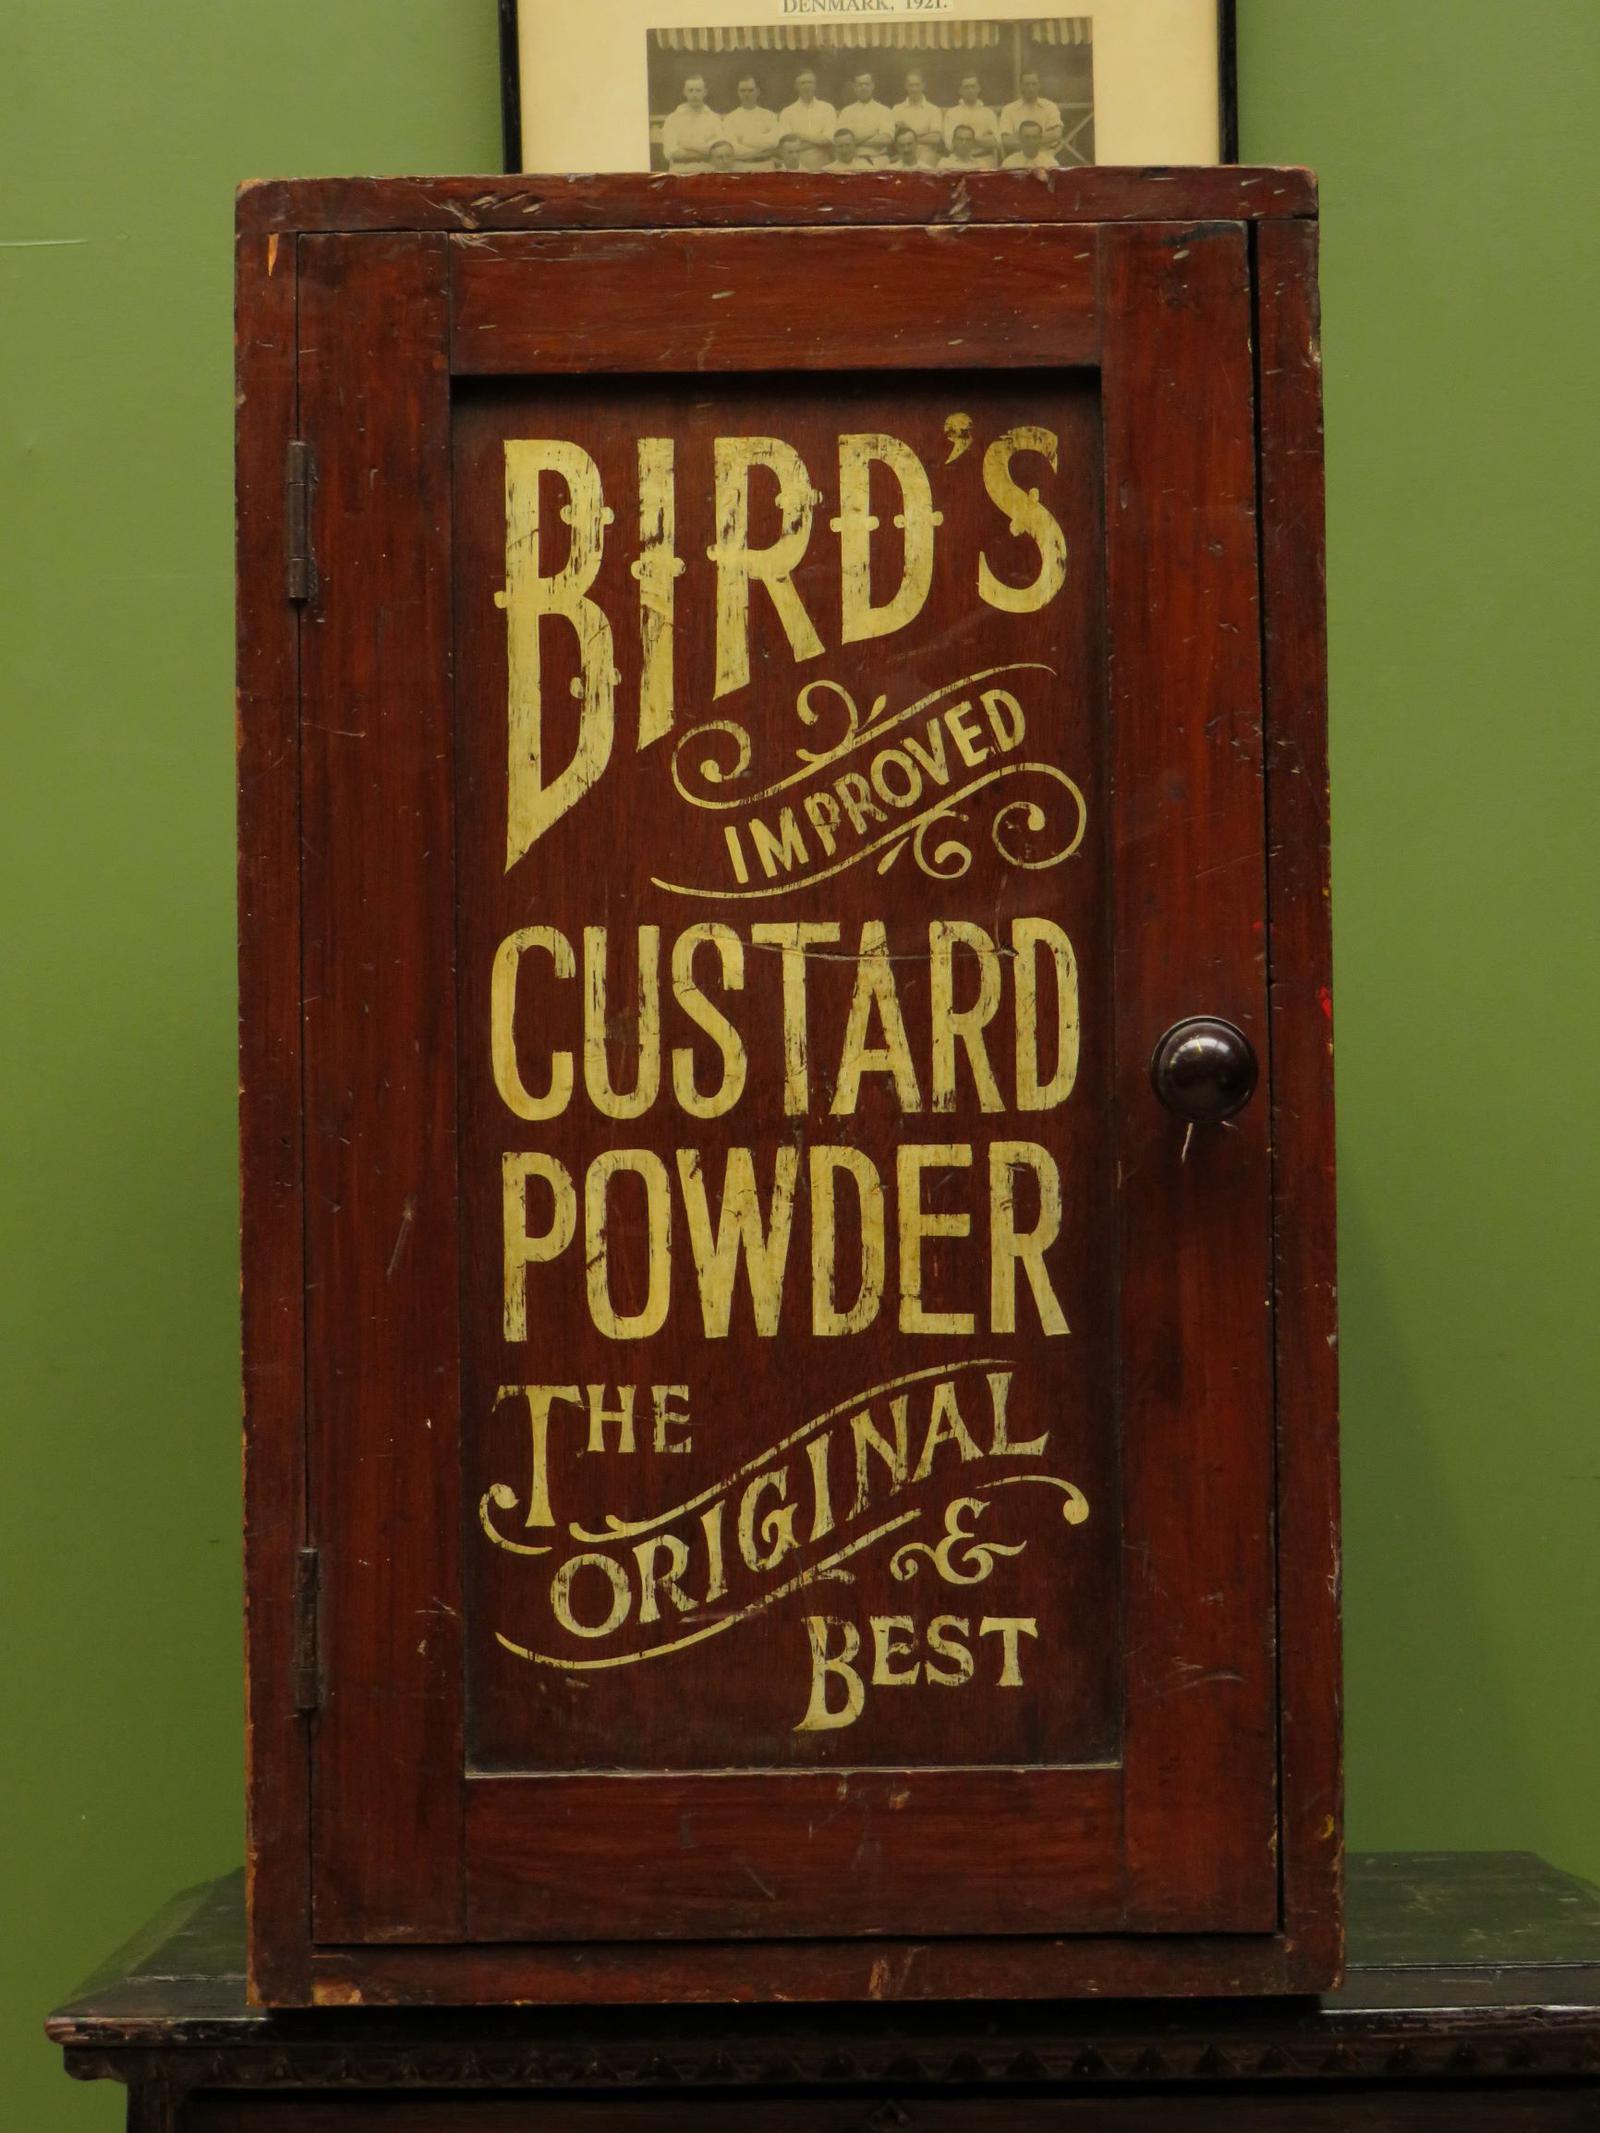 DENMARK, 1921.
BIRD'S
IMPROVED
CUSTARD
POWDER
THE
ORIGINAL
&
BEST